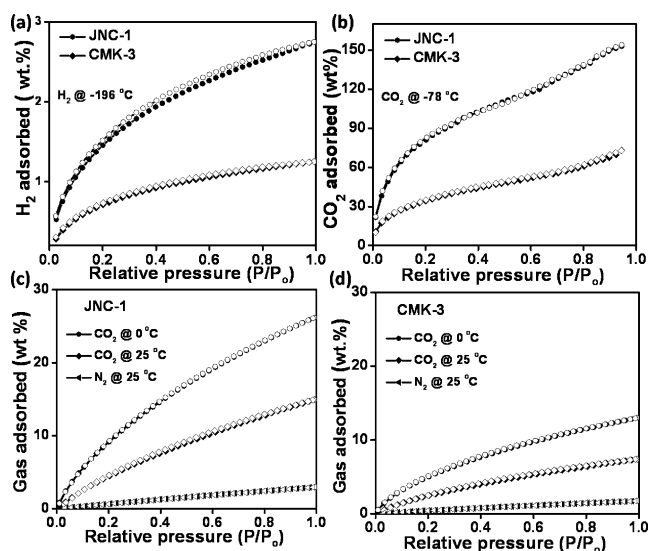 (a)
3
2
1
H₂ adsorbed ( wt.%)
JNC-1
CMK-3
H₂ @ -196 °C
0.0 0.2 0.4 0.6 0.8 1.0
Relative pressure (P/Pₒ)
(b)
150
120
90
60
30
0
CO₂ adsorbed (wt%)
JNC-1
CMK-3
CO₂ @ -78 °C
0.0 0.2 0.4 0.6 0.8 1.0
Relative pressure (P/Pₒ)
(c)
30
20
10
0
Gas adsorbed (wt %)
JNC-1
CO₂ @ 0 °C
CO₂ @ 25 °C
N₂ @ 25 °C
0.0 0.2 0.4 0.6 0.8 1.0
Relative pressure (P/Pₒ)
(d)
30
20
10
0
Gas adsorbed (wt.%)
CMK-3
CO₂ @ 0 °C
CO₂ @ 25 °C
N₂ @ 25 °C
0.0 0.2 0.4 0.6 0.8 1.0
Relative pressure (P/Pₒ)